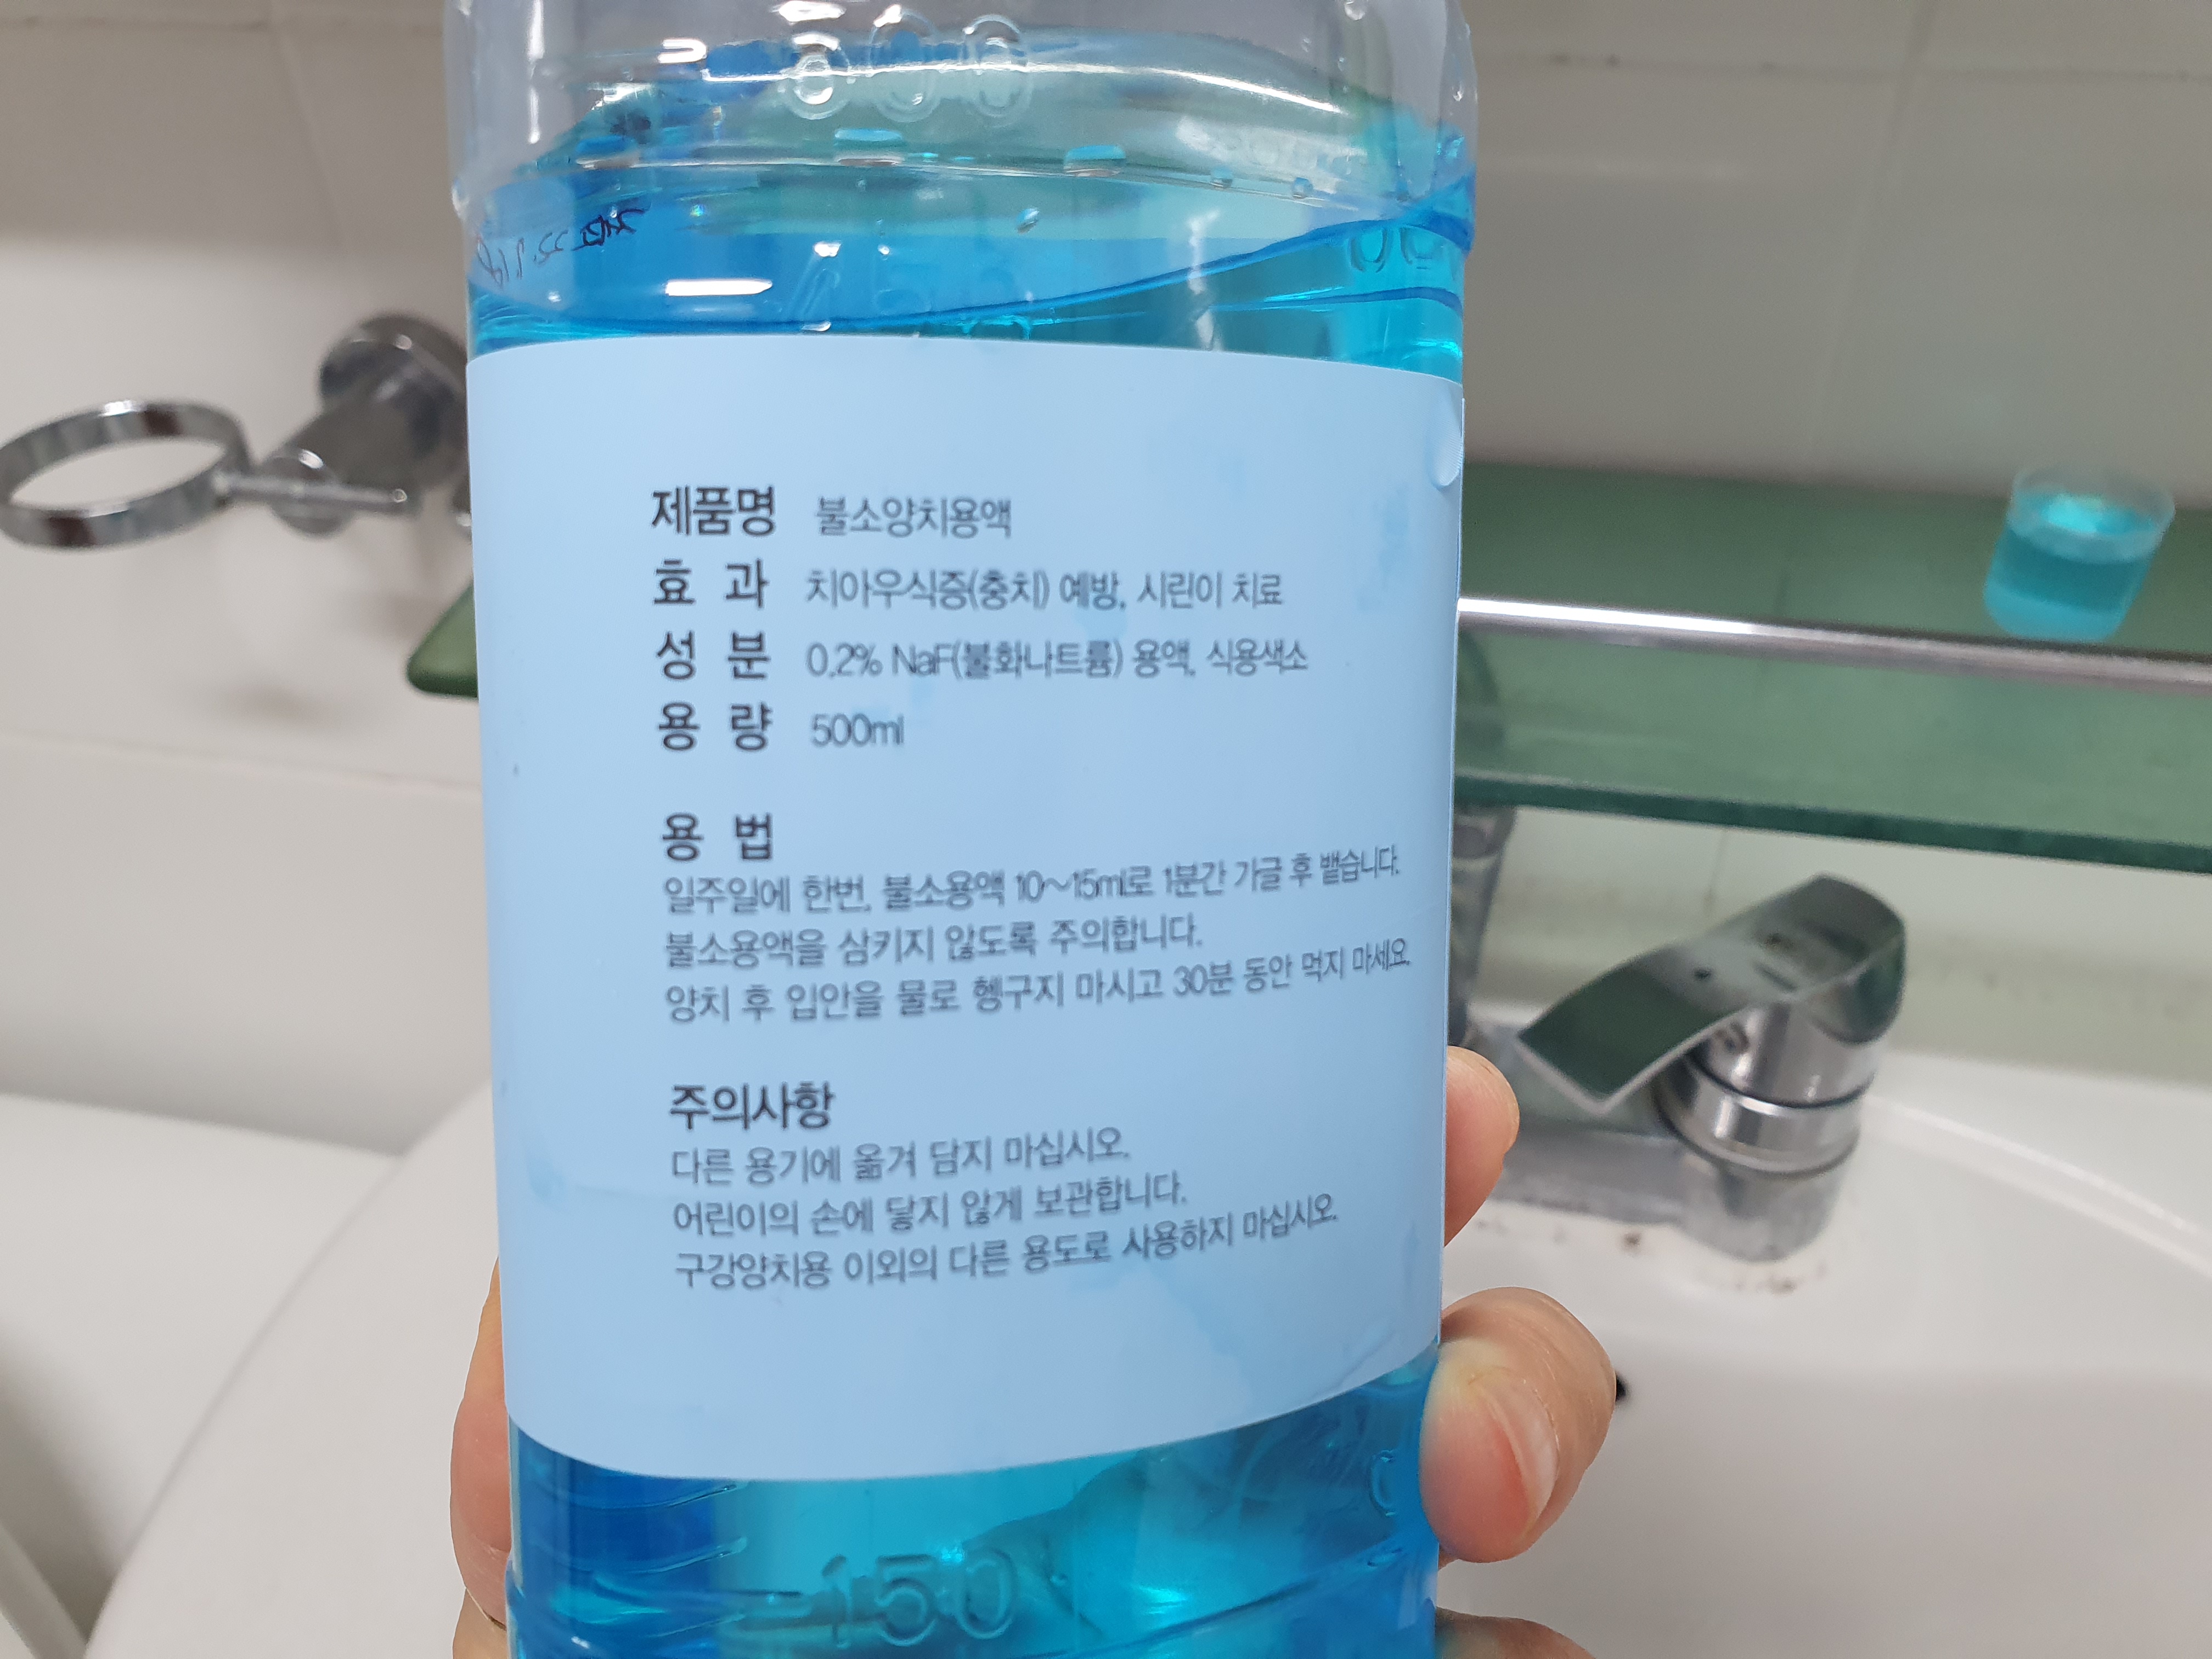 500
제품명 불소양치용액
효 과 치아우식증(충치) 예방, 시린이 치료
성 분 0.2% NaF(불화나트륨) 용액, 식용색소
용 량 500ml
용 법
일주일에 한번, 불소용액 10~15ml로 1분간 가글 후 뱉습니다.
불소용액을 삼키지 않도록 주의합니다.
양치 후 입안을 물로 헹구지 마시고 30분 동안 먹지 마세요.
주의사항
다른 용기에 옮겨 담지 마십시오.
어린이의 손에 닿지 않게 보관합니다.
구강양치용 이외의 다른 용도로 사용하지 마십시오.
150